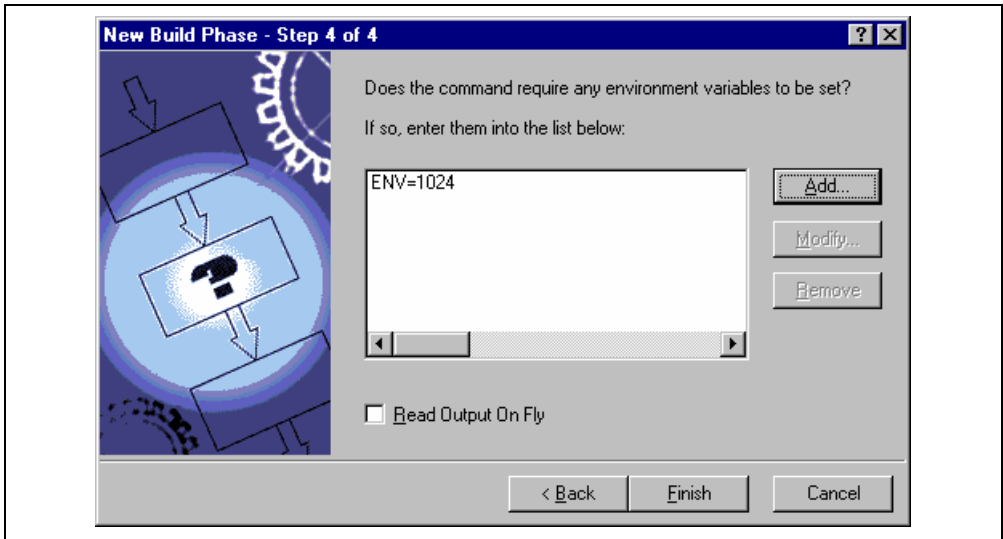 New Build Phase - Step 4 of 4
Does the command require any environment variables to be set?
If so, enter them into the list below:
ENV=1024
Add...
Modify...
Remove
Read Output On Fly
< Back
Finish
Cancel